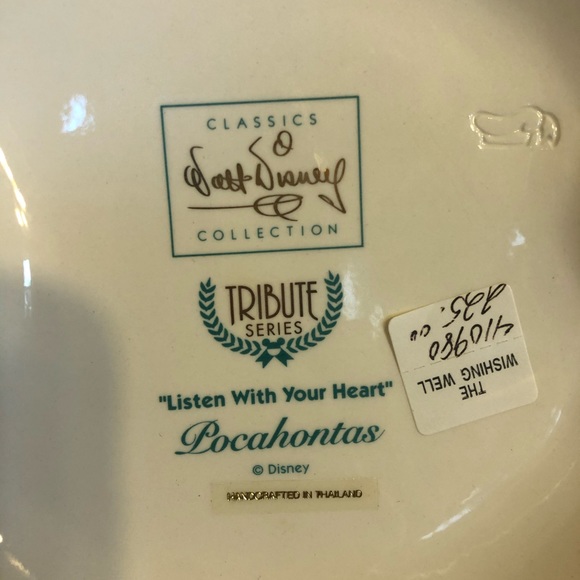 CLASSICS
Walt Disney
COLLECTION
TRIBUTE
SERIES
"Listen With Your Heart"
Pocahontas
© Disney
HANDCRAFTED IN THAILAND
THE
WISHING WELL
410980
225.00